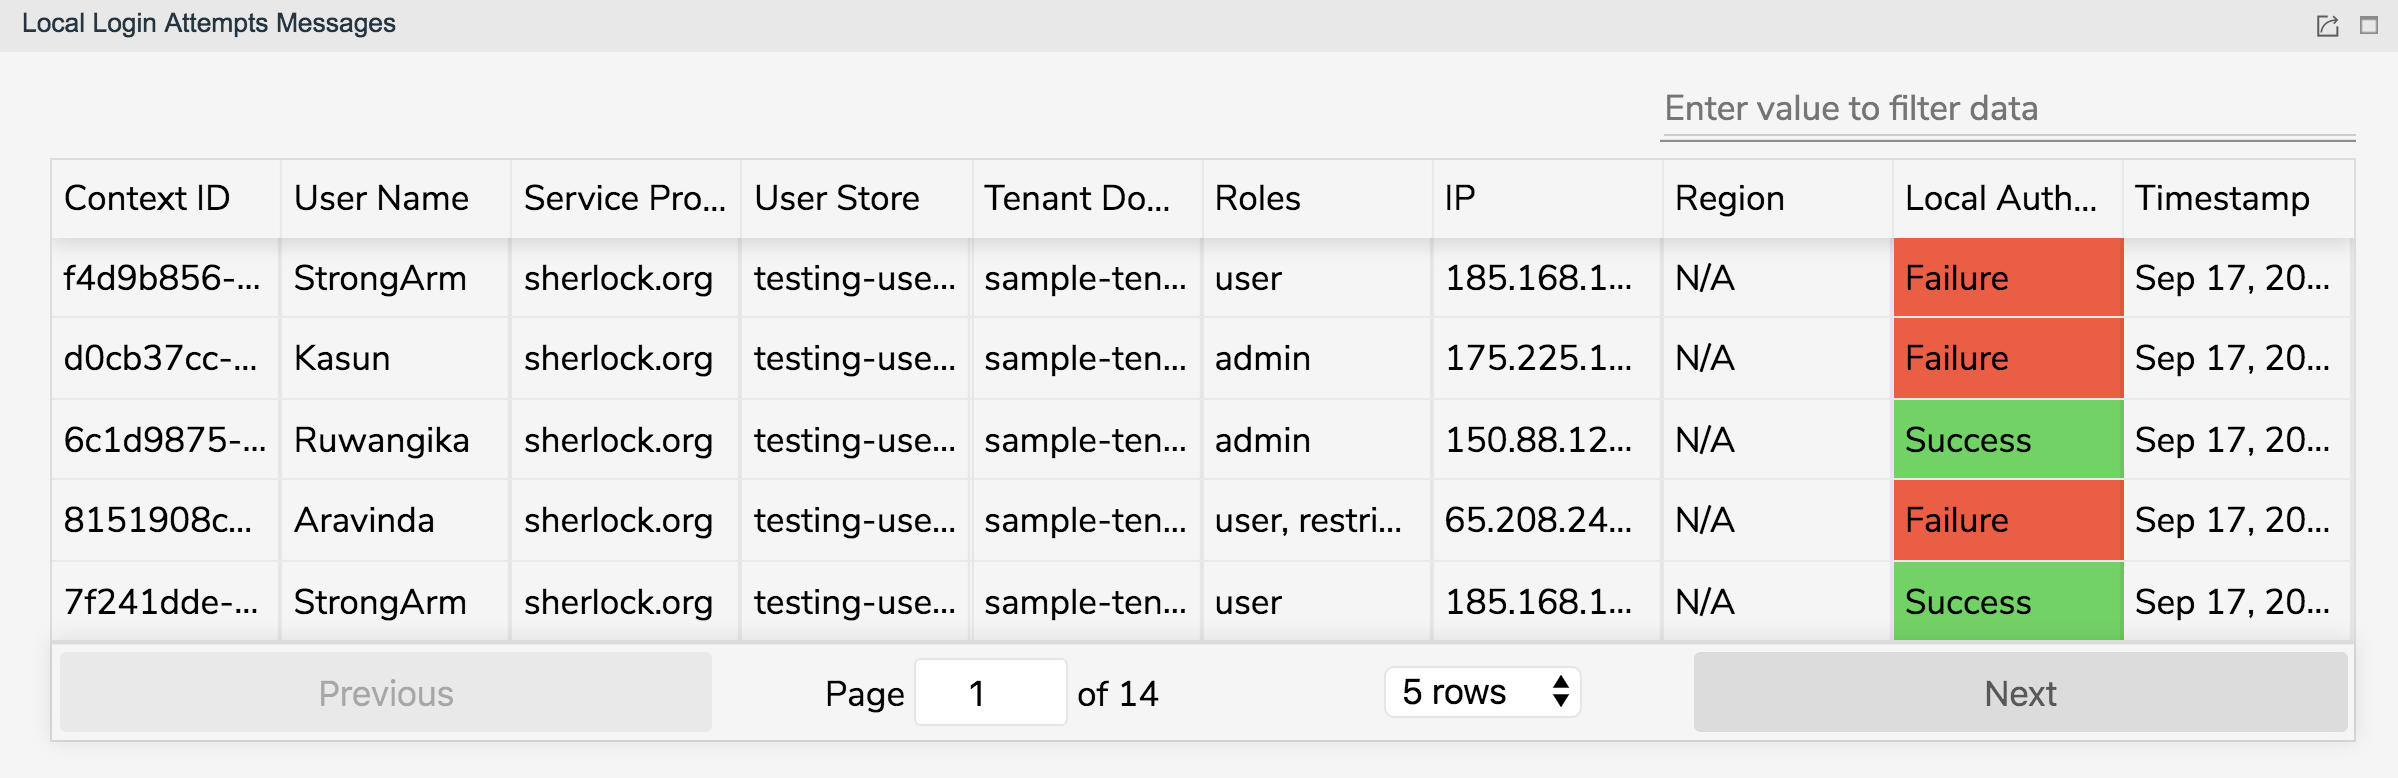 Local Login Attempts Messages
Enter value to filter data
Context ID User Name Service Pro... User Store Tenant Do... Roles IP Region Local Auth... Timestamp
f4d9b856-... StrongArm sherlock.org testing-use... sample-ten... user 185.168.1... N/A Failure Sep 17, 20...
d0cb37cc-... Kasun sherlock.org testing-use... sample-ten... admin 175.225.1... N/A Failure Sep 17, 20...
6c1d9875-... Ruwangika sherlock.org testing-use... sample-ten... admin 150.88.12... N/A Success Sep 17, 20...
8151908c... Aravinda sherlock.org testing-use... sample-ten... user, restri... 65.208.24... N/A Failure Sep 17, 20...
7f241dde-... StrongArm sherlock.org testing-use... sample-ten... user 185.168.1... N/A Success Sep 17, 20...
Previous Page 1 of 14 5 rows Next